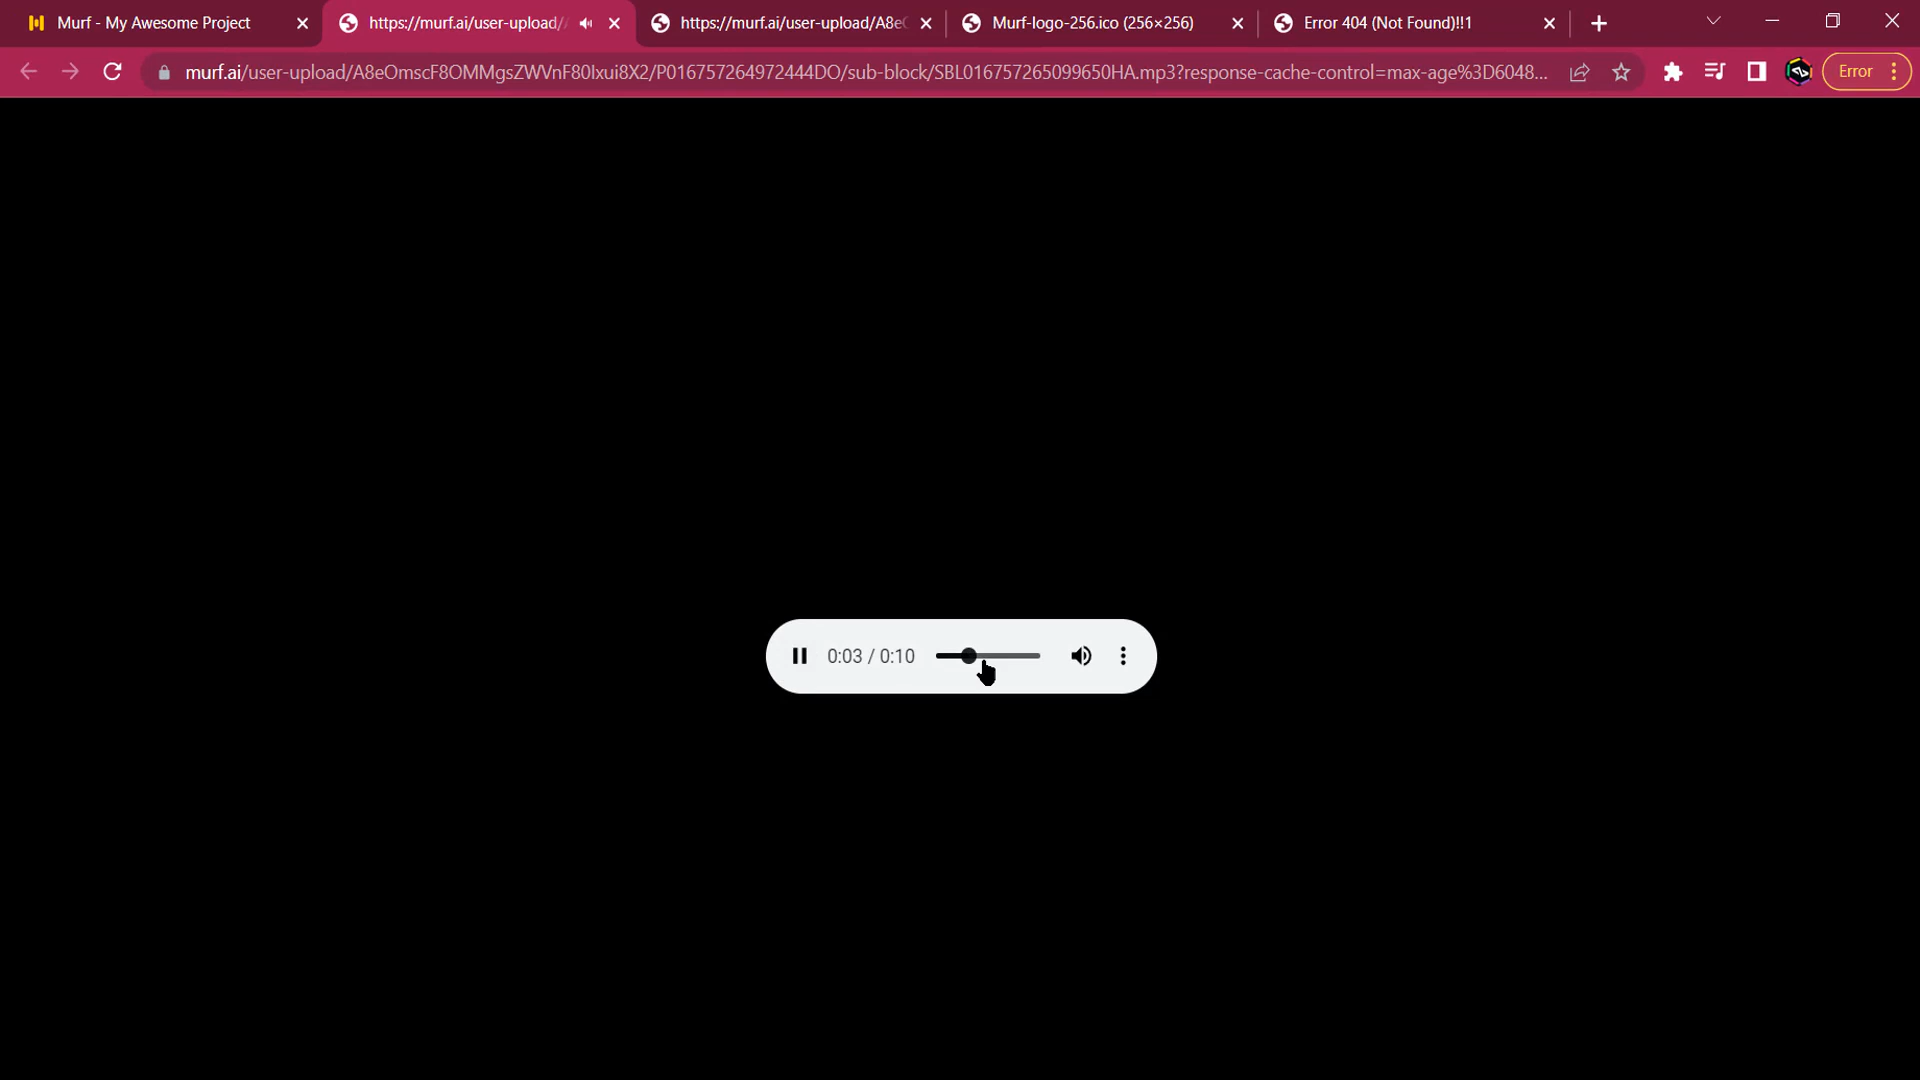 Murf - My Awesome Project
https://murf.ai/user-upload/
https://murf.ai/user-upload/A8e
Murf-logo-256.ico (256×256)
Error 404 (Not Found)!!1
murf.ai/user-upload/A8eOmscF8OMMgsZWVnF80Ixui8X2/P016757264972444DO/sub-block/SBL016757265099650HA.mp3?response-cache-control=max-age%3D6048...
Error
0:03 / 0:10